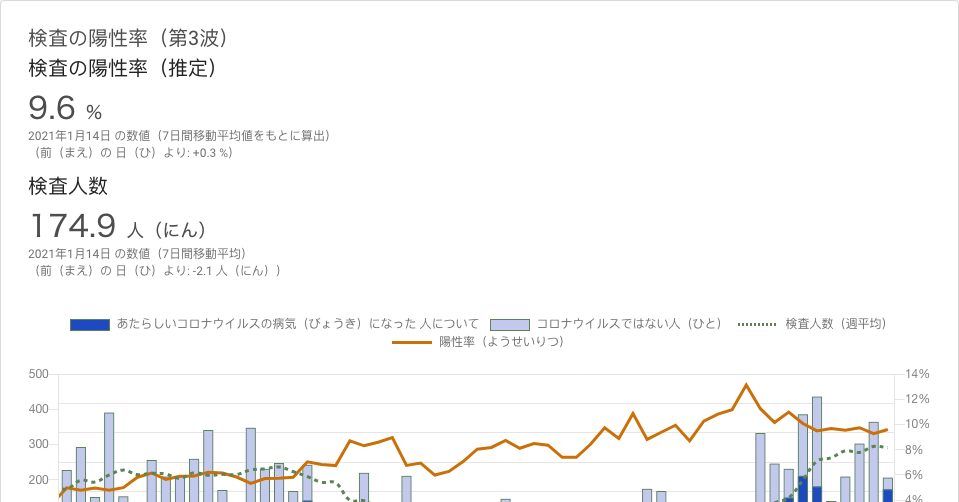 検査の陽性率（第3波）
検査の陽性率（推定）
9.6 %
2021年1月14日 の数値（7日間移動平均値をもとに算出）
（前（まえ）の 日（ひ）より: +0.3 %）
検査人数
174.9 人（にん）
2021年1月14日 の数値（7日間移動平均）
（前（まえ）の 日（ひ）より: -2.1 人（にん））
あたらしいコロナウイルスの病気（びょうき）になった 人について コロナウイルスではない人（ひと） 検査人数（週平均）
陽性率（ようせいりつ）
500 14%
12%
400
10%
300
8%
200 6%
4%